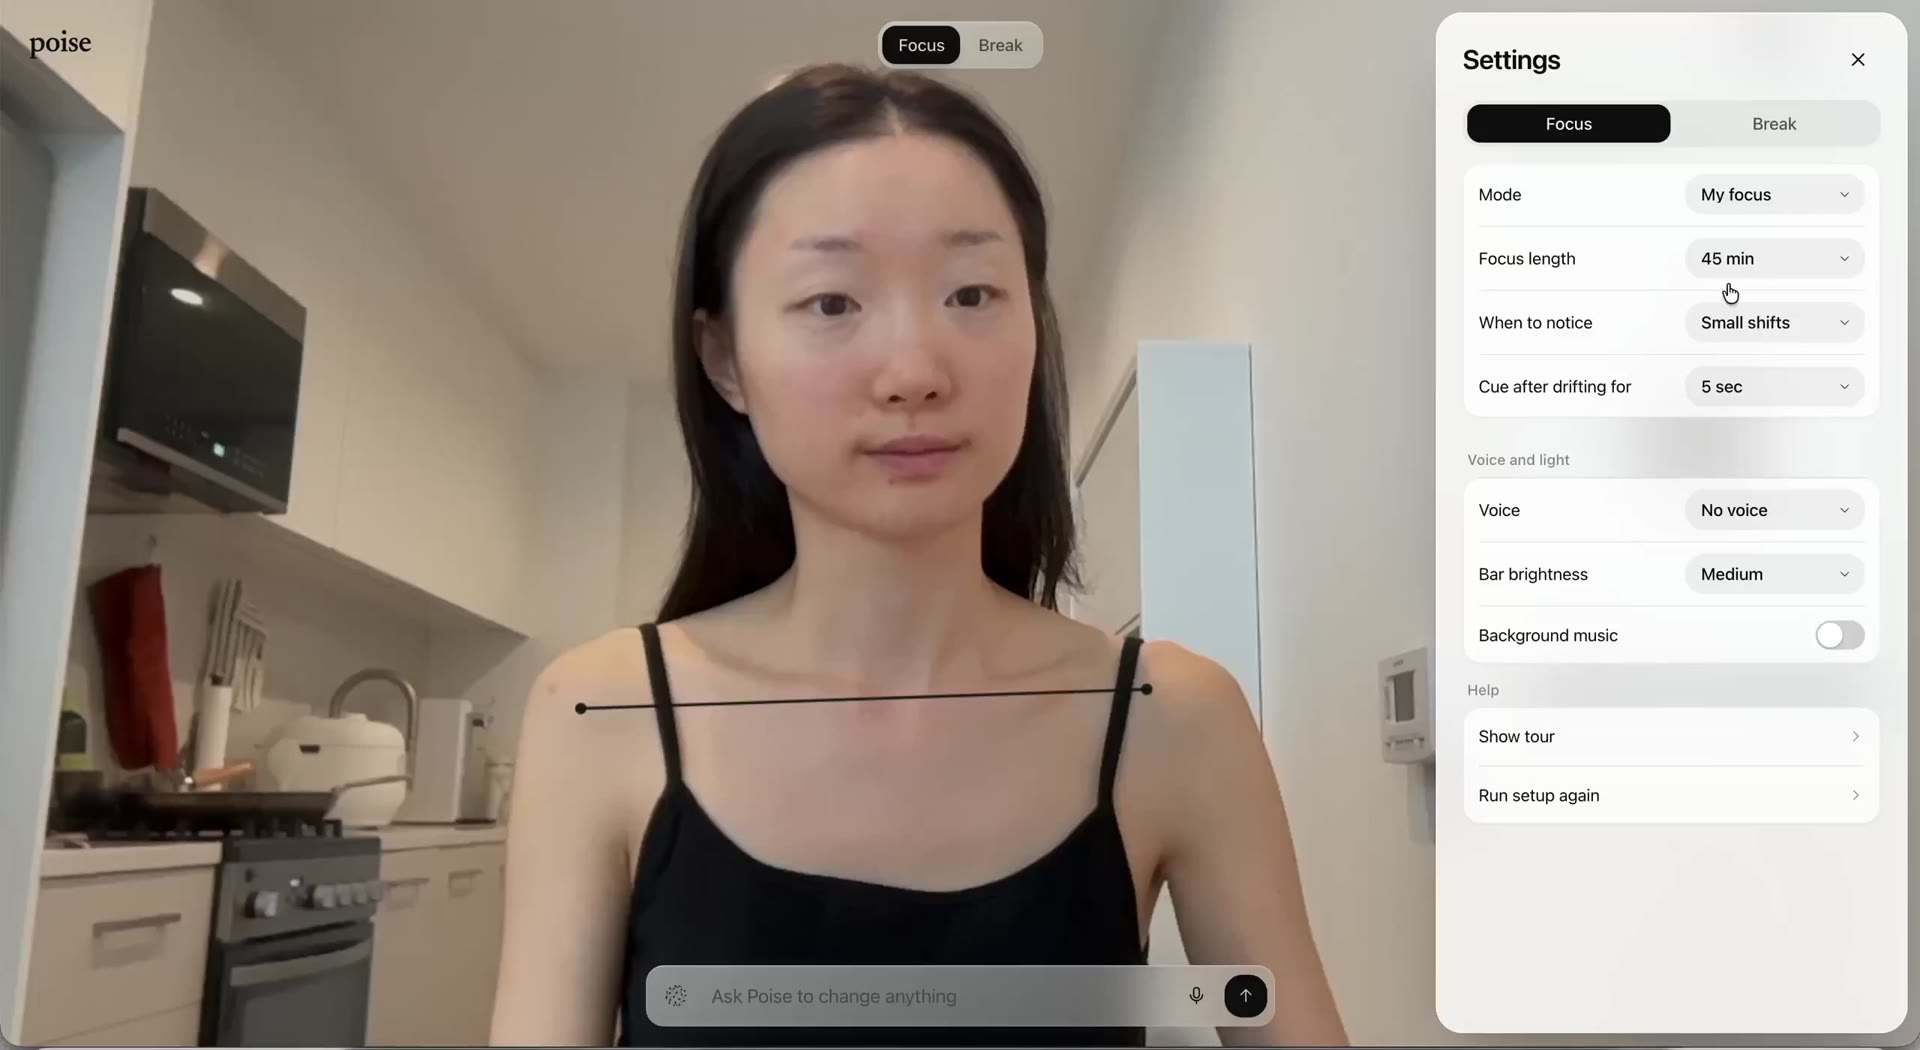 poise
Focus Break
Settings
Focus Break
Mode My focus
Focus length 45 min
When to notice Small shifts
Cue after drifting for 5 sec
Voice and light
Voice No voice
Bar brightness Medium
Background music
Help
Show tour
Run setup again
Ask Poise to change anything